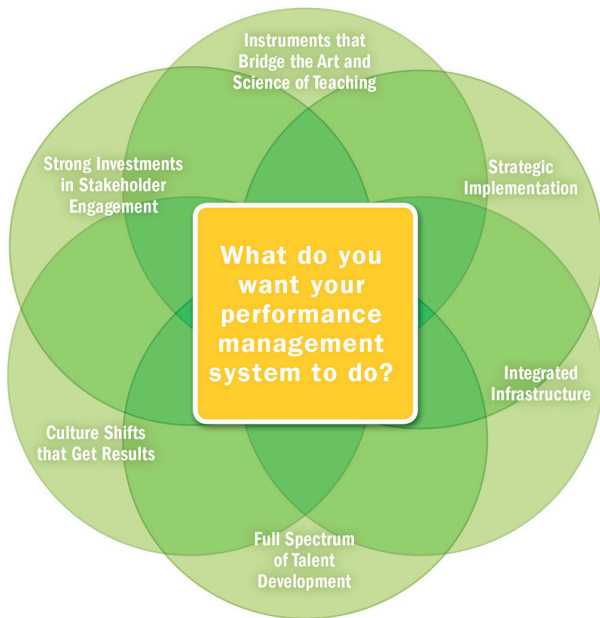 Instruments that
Bridge the Art and
Science of Teaching
Strong Investments
in Stakeholder
Engagement
Strategic
Implementation
What do you
want your
performance
management
system to do?
Integrated
Infrastructure
Culture Shifts
that Get Results
Full Spectrum
of Talent
Development